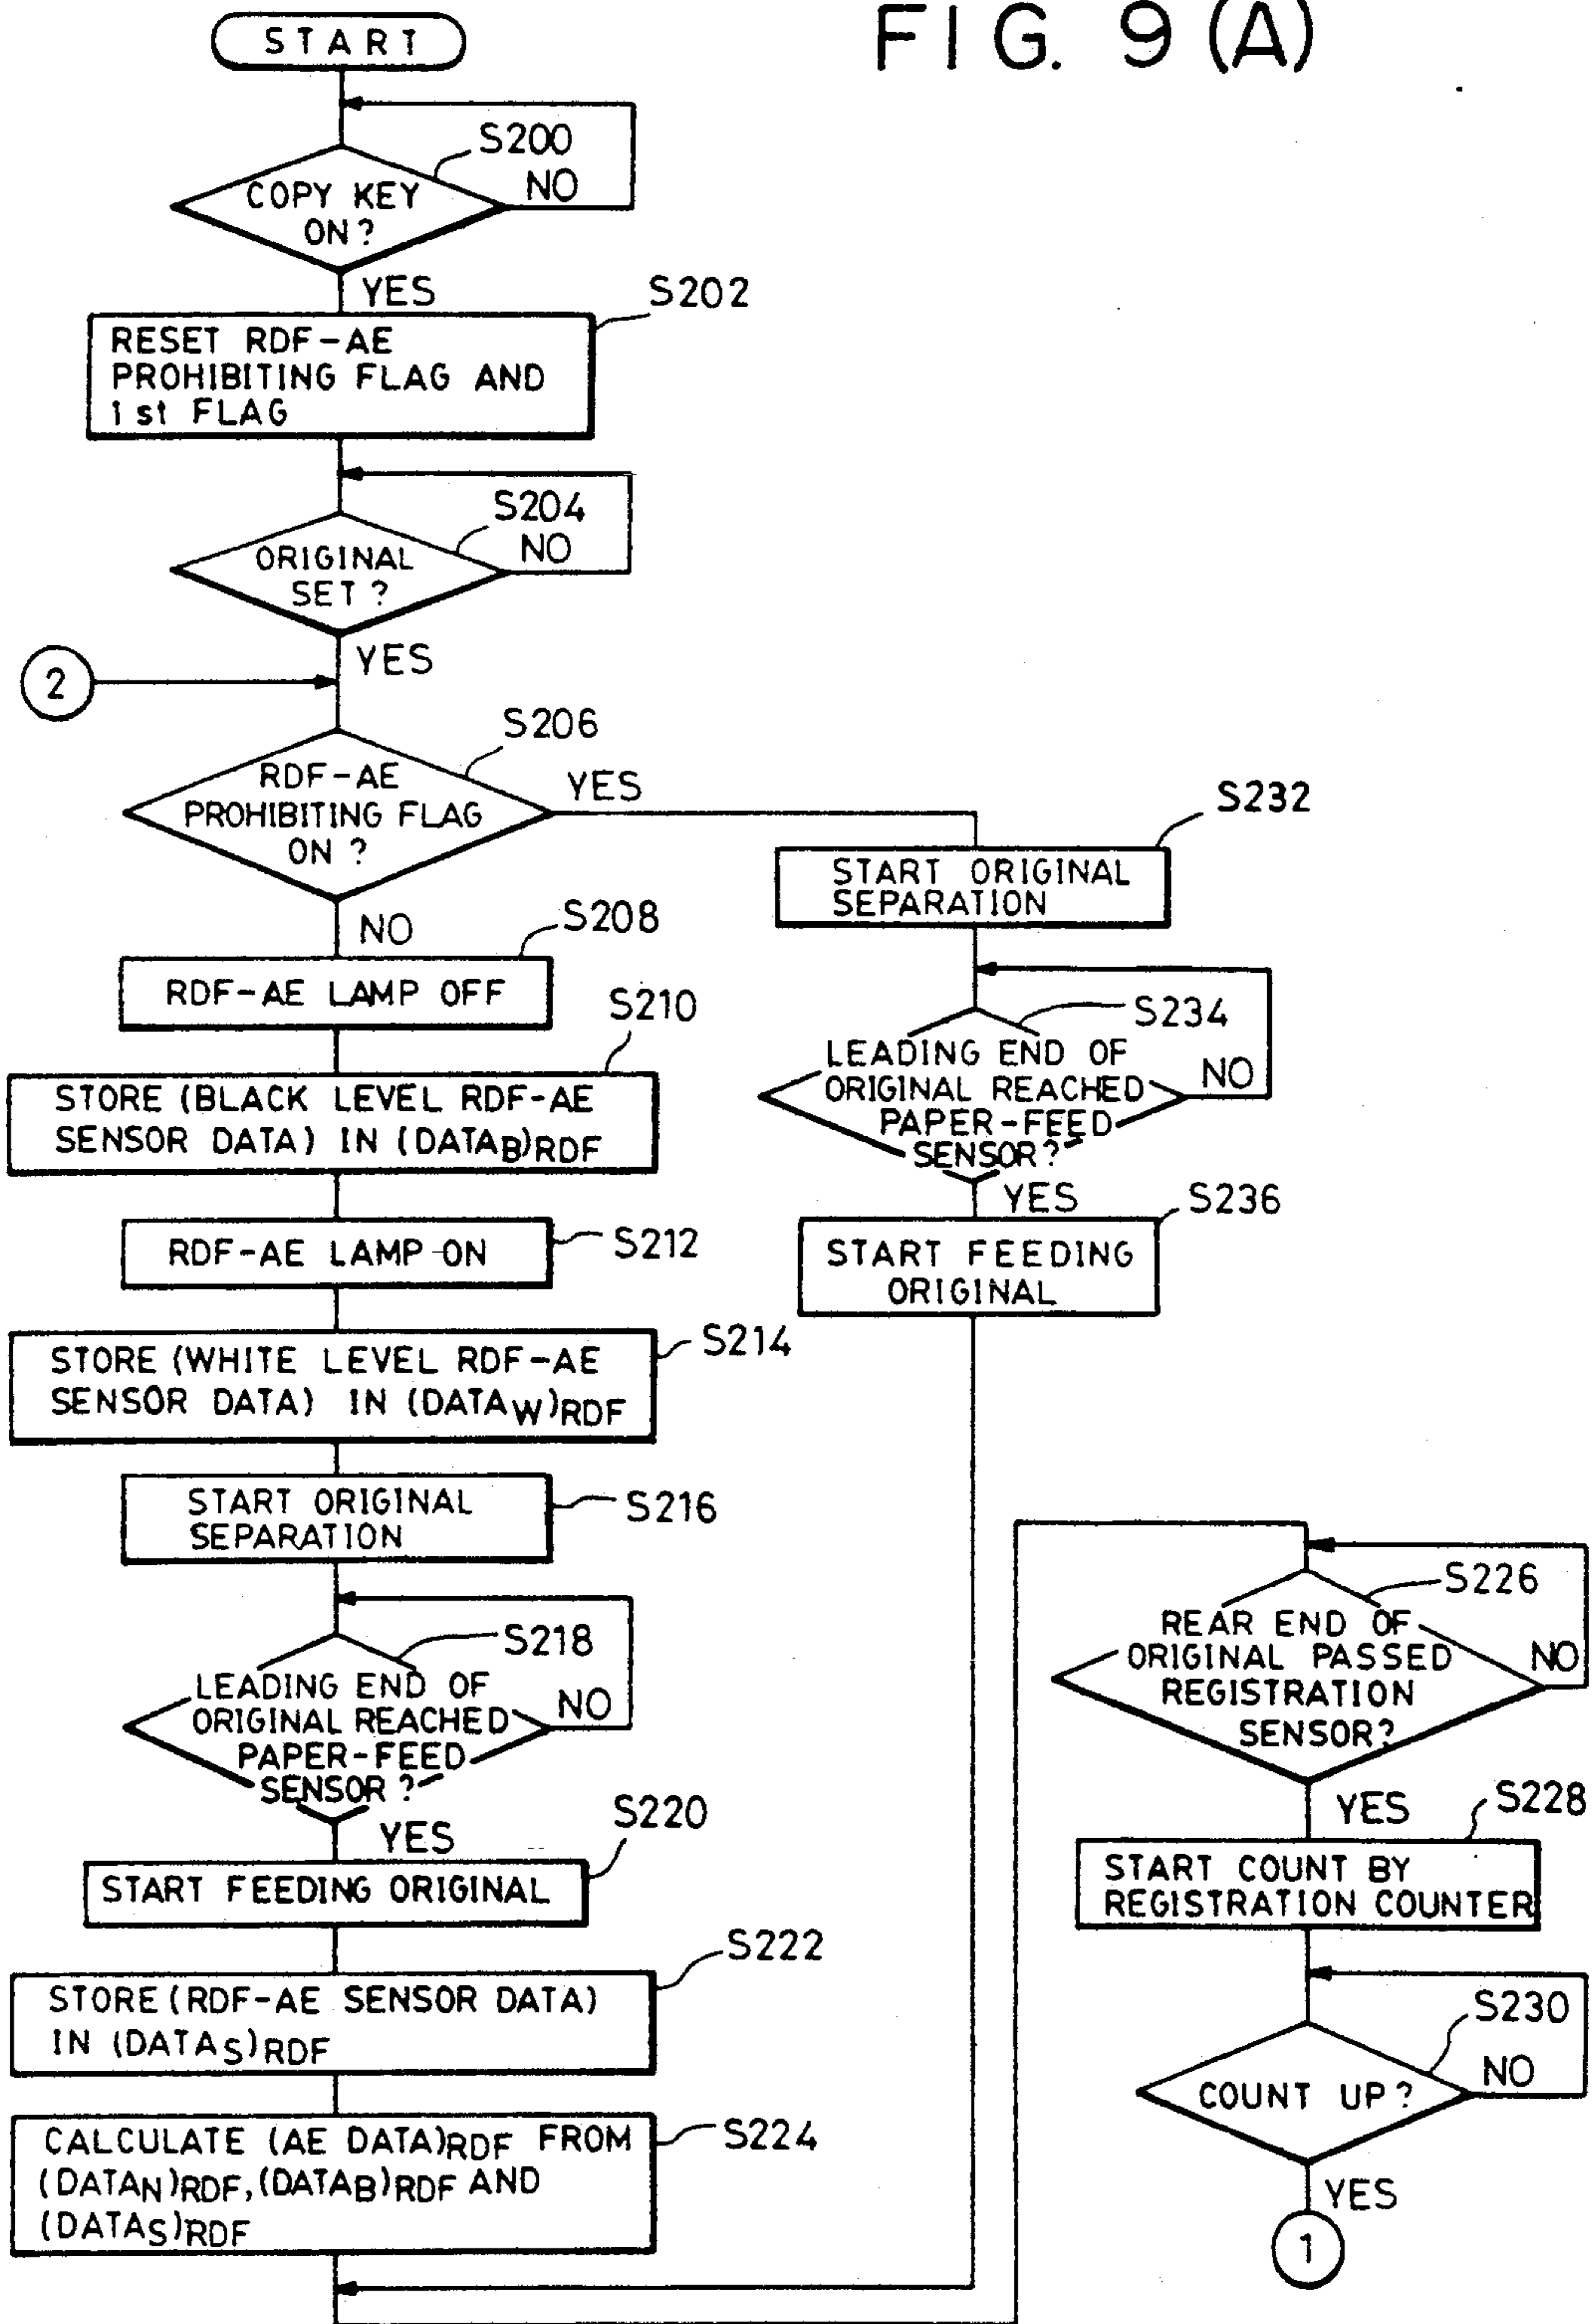 FIG. 9 (A)
START
S200
COPY KEY
ON?
NO
YES
S202
RESET RDF-AE
PROHIBITING FLAG AND
1st FLAG
S204
ORIGINAL
SET?
NO
YES
2
S206
RDF-AE
PROHIBITING FLAG
ON?
YES
NO
S208
RDF-AE LAMP OFF
S210
STORE (BLACK LEVEL RDF-AE
SENSOR DATA) IN (DATAB)RDF
S212
RDF-AE LAMP ON
S214
STORE (WHITE LEVEL RDF-AE
SENSOR DATA) IN (DATAW)RDF
S216
START ORIGINAL
SEPARATION
S218
LEADING END OF
ORIGINAL REACHED
PAPER-FEED
SENSOR?
NO
YES
S220
START FEEDING ORIGINAL
S222
STORE (RDF-AE SENSOR DATA)
IN (DATAS)RDF
S224
CALCULATE (AE DATA)RDF FROM
(DATAN)RDF, (DATAB)RDF AND
(DATAS)RDF
S232
START ORIGINAL
SEPARATION
S234
LEADING END OF
ORIGINAL REACHED
PAPER-FEED
SENSOR?
NO
YES
S236
START FEEDING
ORIGINAL
S226
REAR END OF
ORIGINAL PASSED
REGISTRATION
SENSOR?
NO
YES
S228
START COUNT BY
REGISTRATION COUNTER
S230
COUNT UP?
NO
YES
1